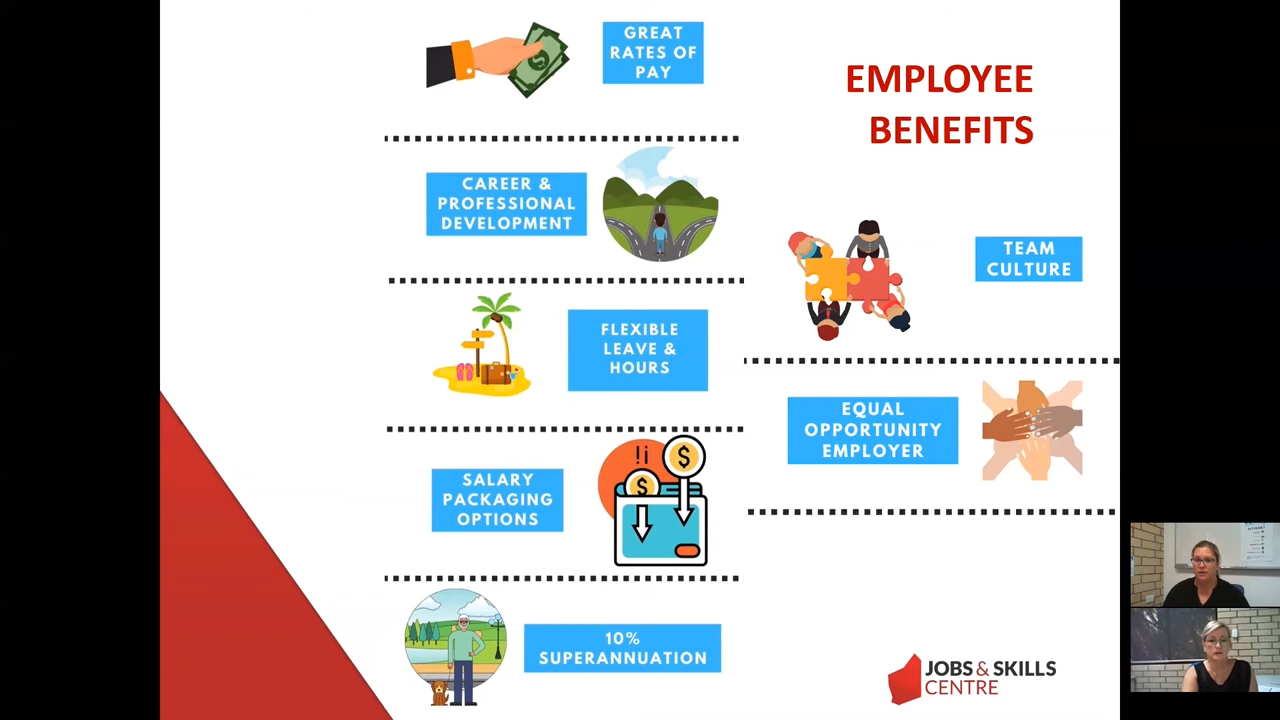 EMPLOYEE
BENEFITS
GREAT
RATES OF
PAY
CAREER &
PROFESSIONAL
DEVELOPMENT
FLEXIBLE
LEAVE &
HOURS
SALARY
PACKAGING
OPTIONS
10%
SUPERANNUATION
TEAM
CULTURE
EQUAL
OPPORTUNITY
EMPLOYER
JOBS & SKILLS
CENTRE